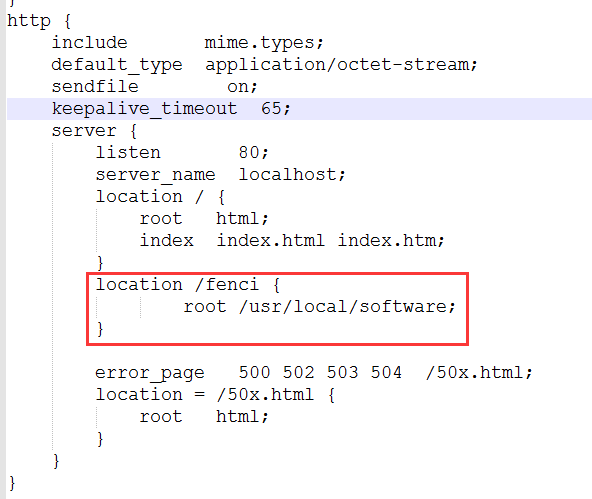 }
http {
    include       mime.types;
    default_type  application/octet-stream;
    sendfile        on;
    keepalive_timeout  65;
    server {
        listen       80;
        server_name  localhost;
        location / {
            root   html;
            index  index.html index.htm;
        }
        location /fenci {
                root /usr/local/software;
        }

        error_page   500 502 503 504  /50x.html;
        location = /50x.html {
            root   html;
        }
    }
}